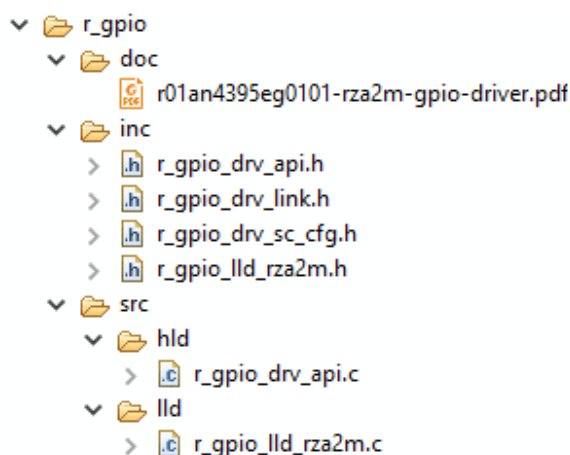 r_gpio
doc
r01an4395eg0101-rza2m-gpio-driver.pdf
inc
r_gpio_drv_api.h
r_gpio_drv_link.h
r_gpio_drv_sc_cfg.h
r_gpio_lld_rza2m.h
src
hld
r_gpio_drv_api.c
lld
r_gpio_lld_rza2m.c